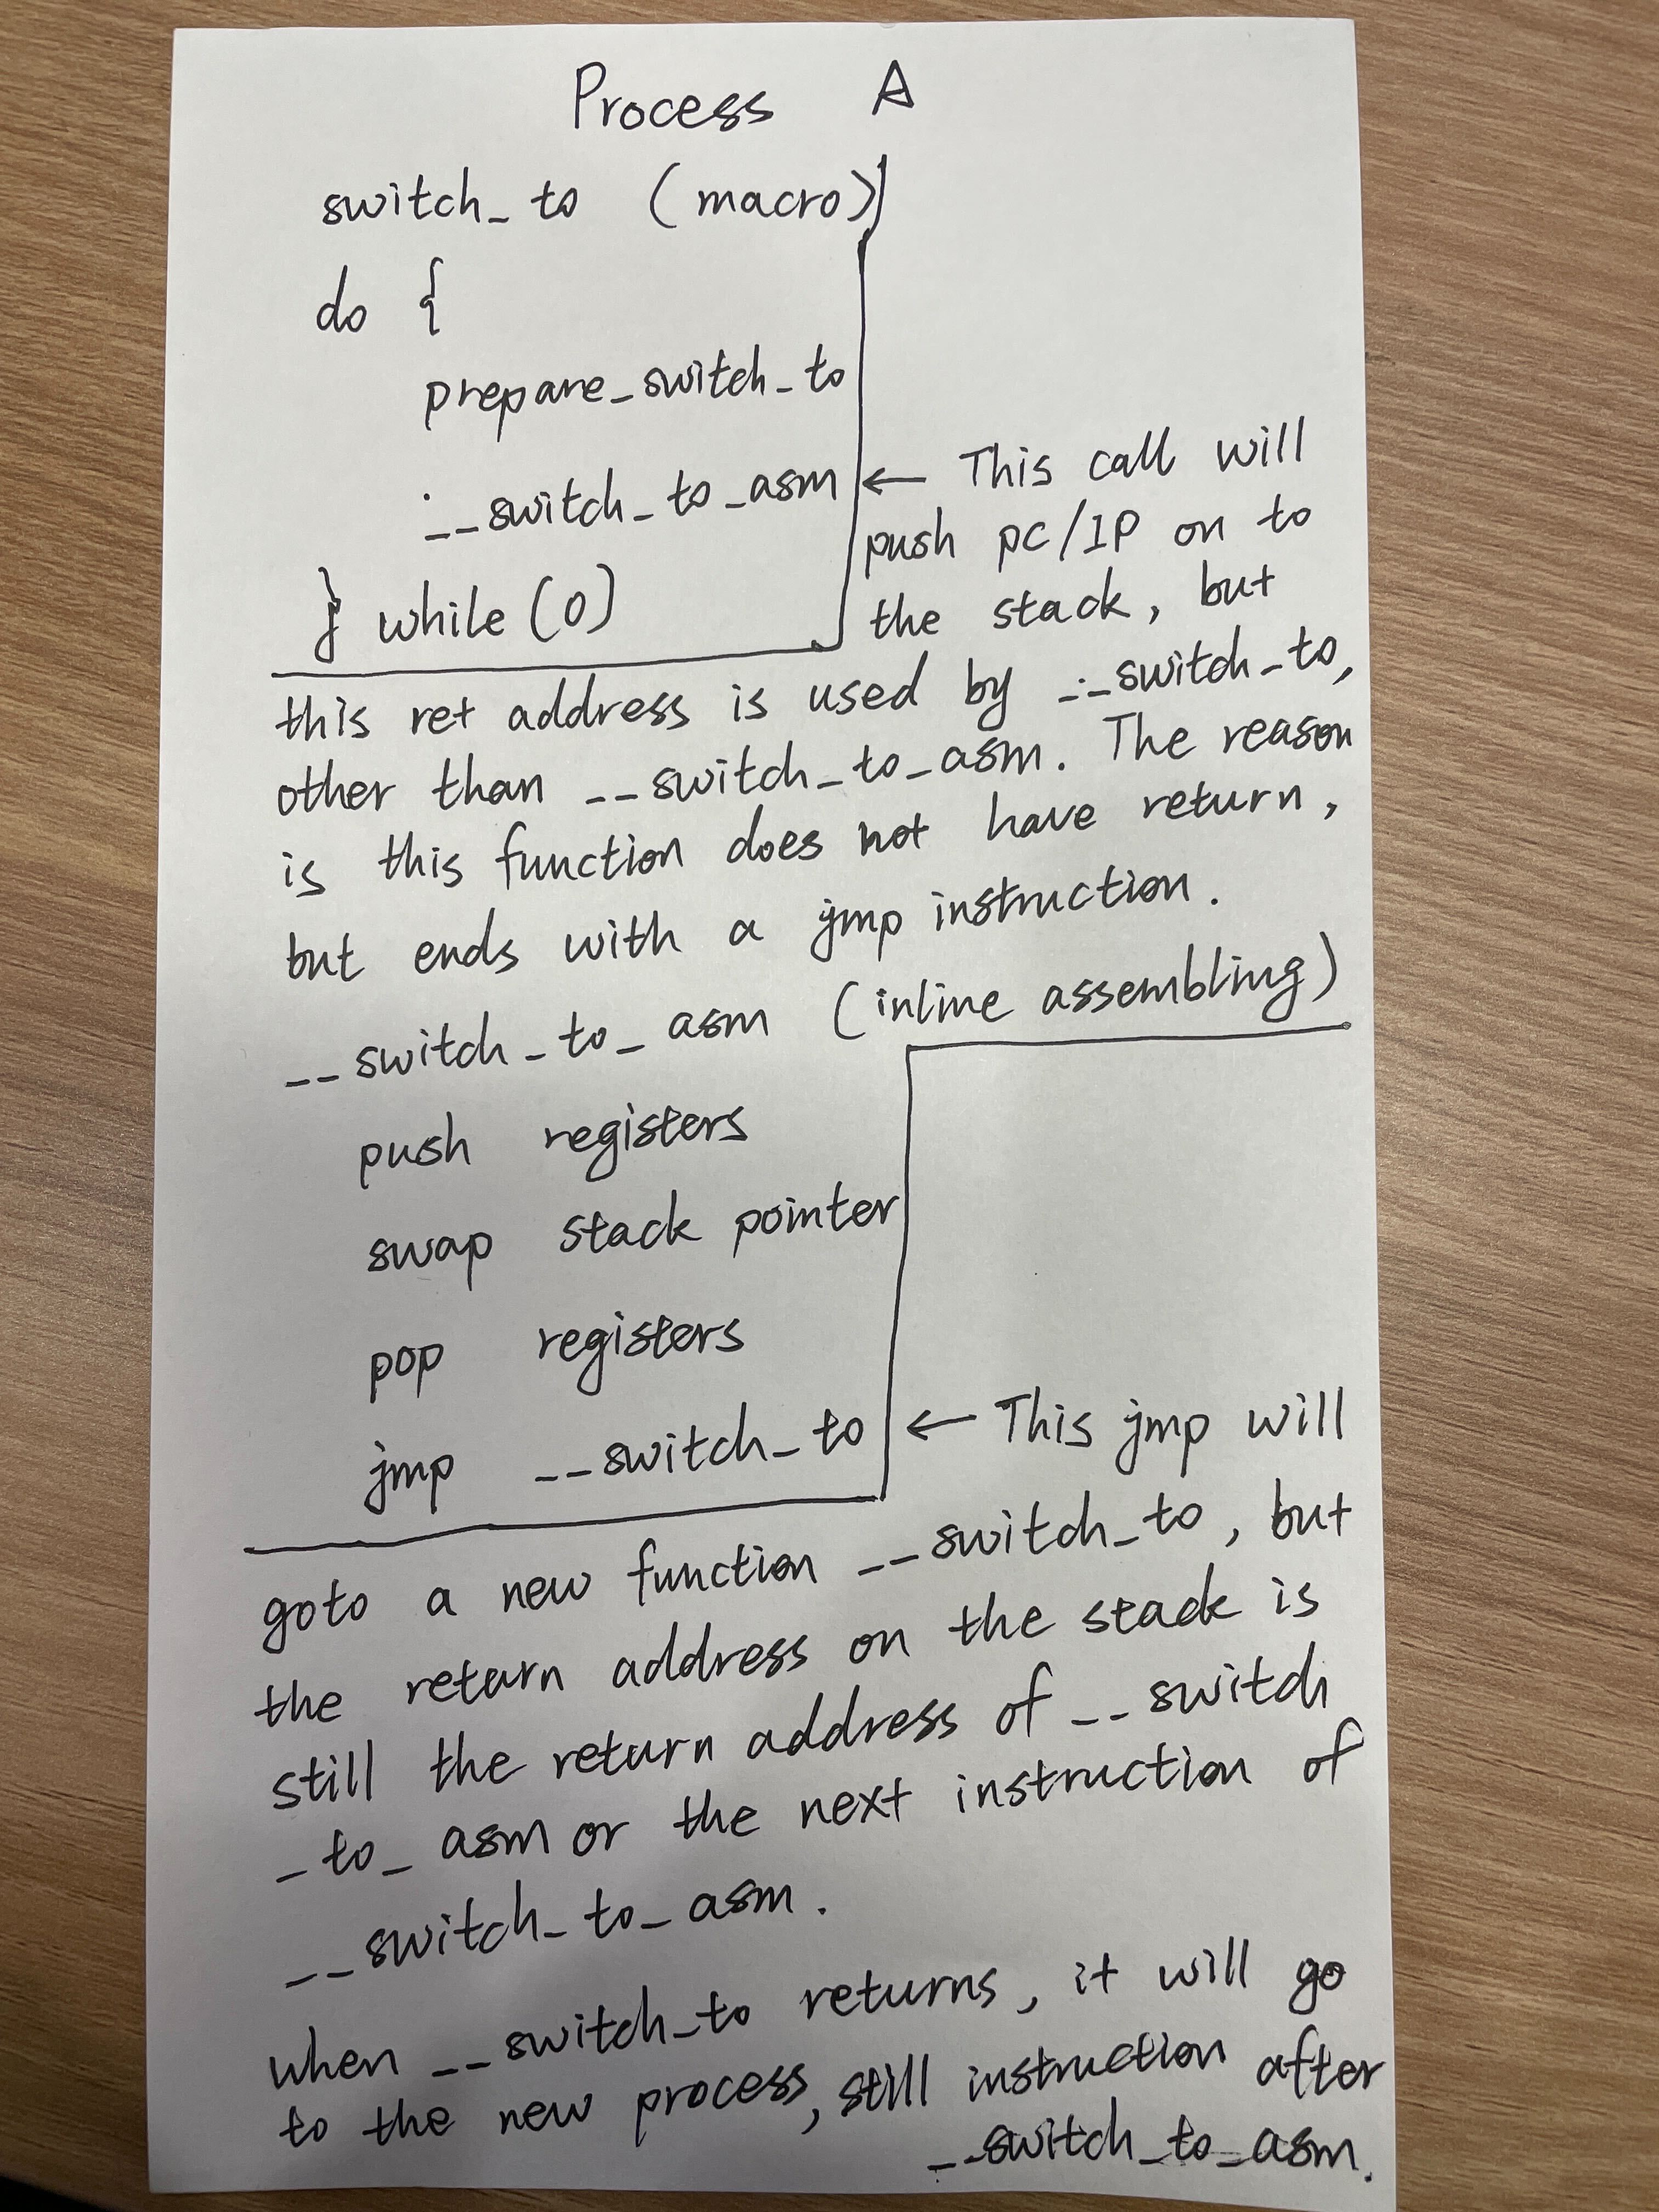 Process A
switch_to (macro)
do {
prepare_switch_to
__switch_to_asm ← This call will
push pc/IP on to
} while (0)
the stack, but
this ret address is used by __switch_to,
other than __switch_to_asm. The reason
is this function does not have return,
but ends with a jmp instruction.
__switch_to_asm (inline assembling)
push registers
swap stack pointer
pop registers
jmp __switch_to ← This jmp will
goto a new function __switch_to, but
the return address on the stack is
still the return address of __switch
_to_asm or the next instruction of
__switch_to_asm.
when __switch_to returns, it will go
to the new process, still instruction after
__switch_to_asm.